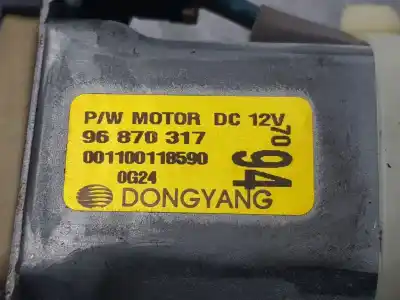 P/W MOTOR DC 12V
96 870 317
001100118590
0G24
70
94
DONGYANG